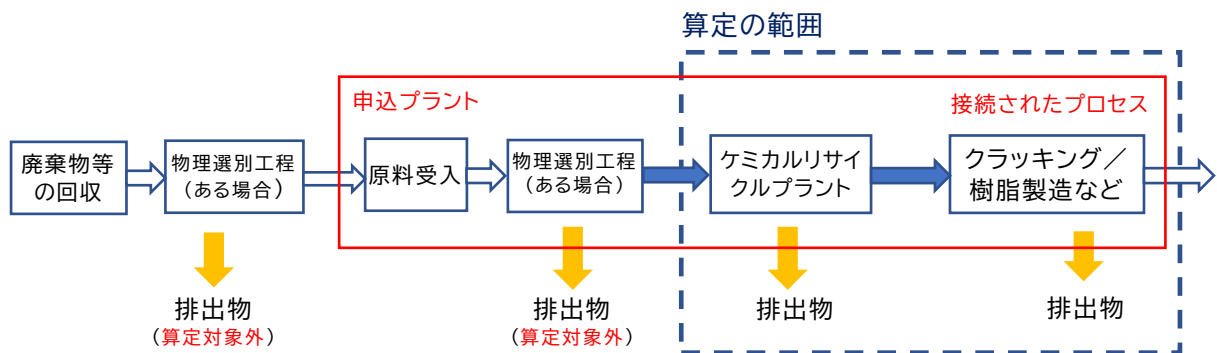 算定の範囲
申込プラント
接続されたプロセス
廃棄物等
の回収
物理選別工程
(ある場合)
原料受入
物理選別工程
(ある場合)
ケミカルリサイ
クルプラント
クラッキング／
樹脂製造など
排出物
(算定対象外)
排出物
(算定対象外)
排出物
排出物